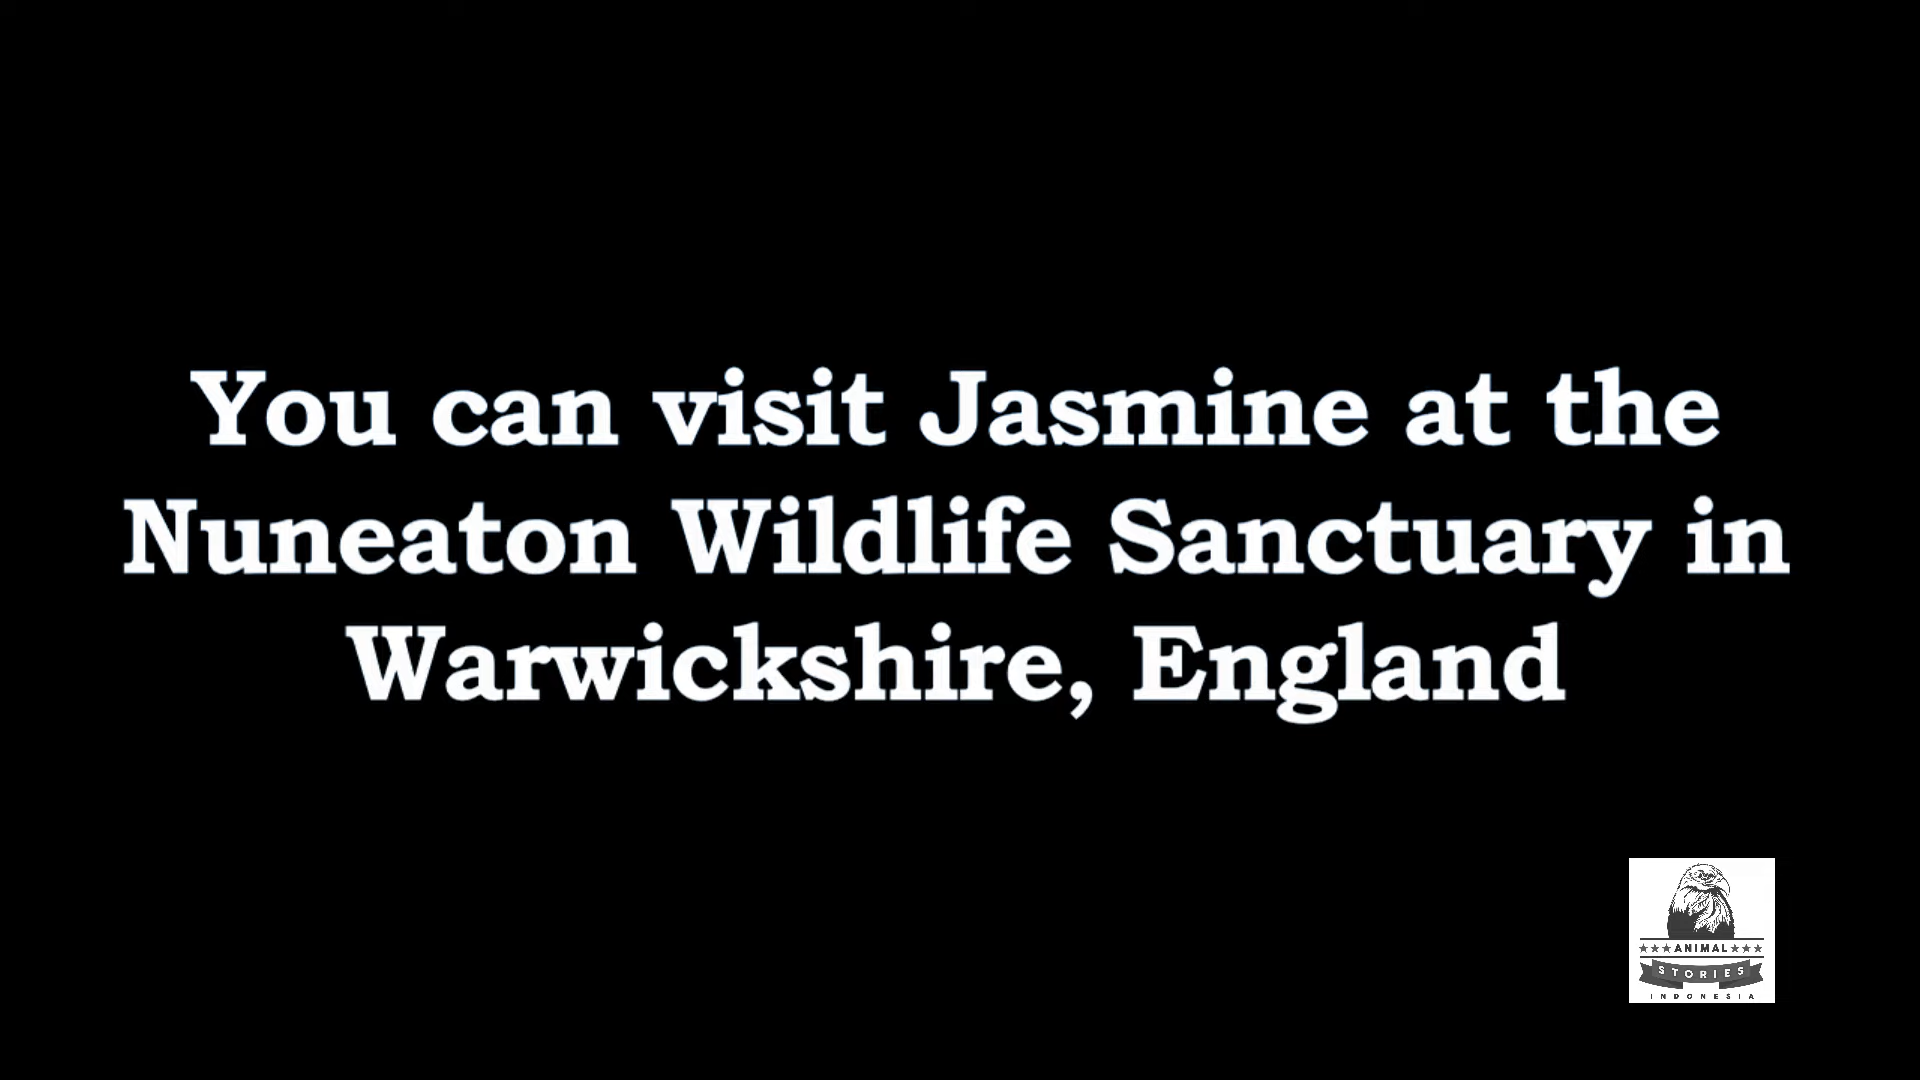 You can visit Jasmine at the
Nuneaton Wildlife Sanctuary in
Warwickshire, England
ANIMAL
STORIES
INDONESIA